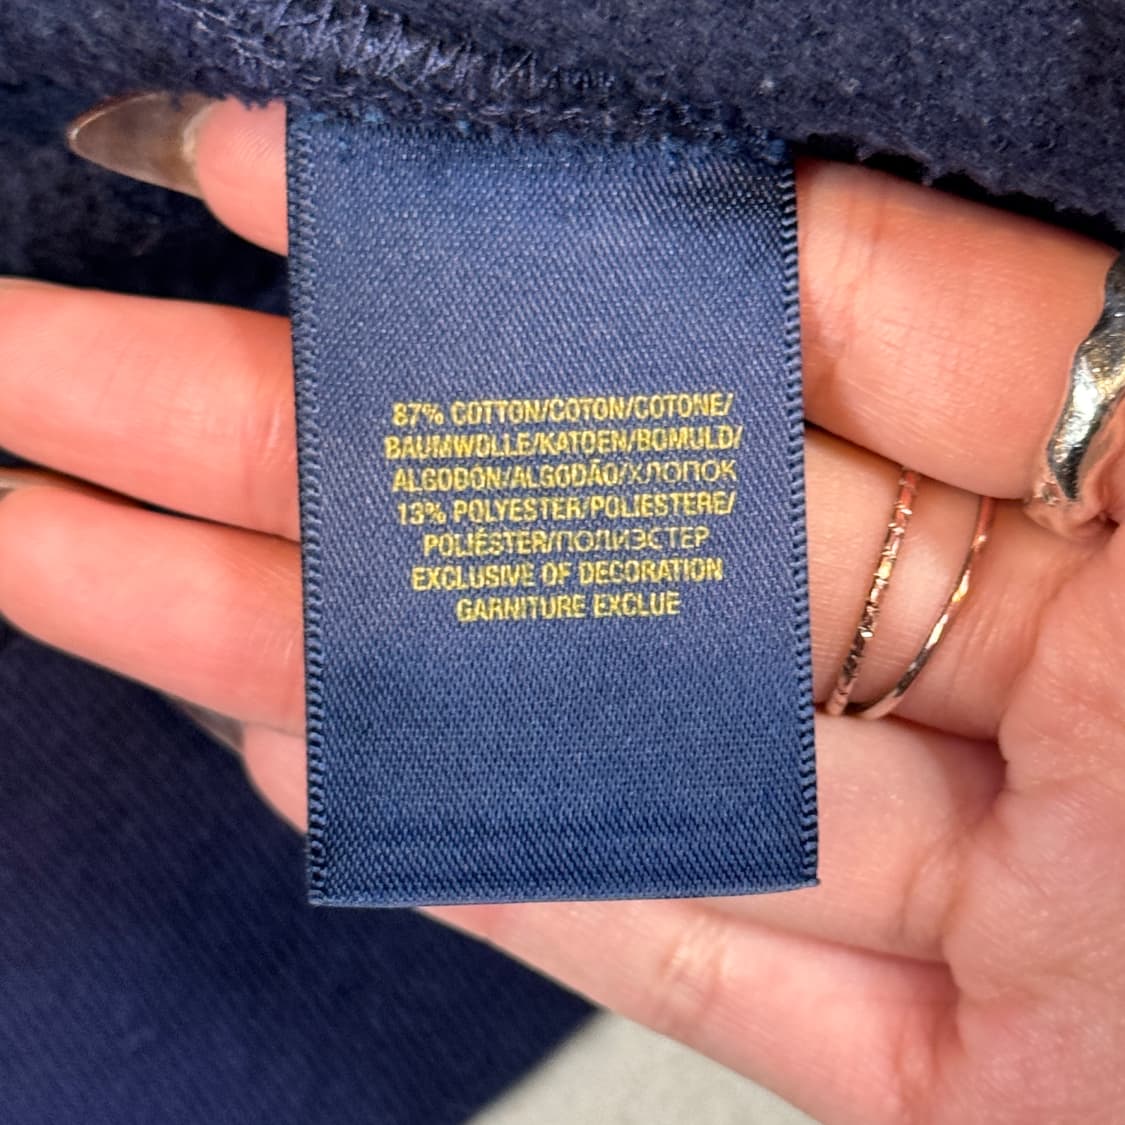 87% COTTON/COTON/COTONE/
BAUMWOLLE/KATOEN/BOMULD/
ALGODÓN/ALGODÃO/ХЛОПОК
13% POLYESTER/POLIESTERE/
POLIÉSTER/ПОЛИЭСТЕР
EXCLUSIVE OF DECORATION
GARNITURE EXCLUE